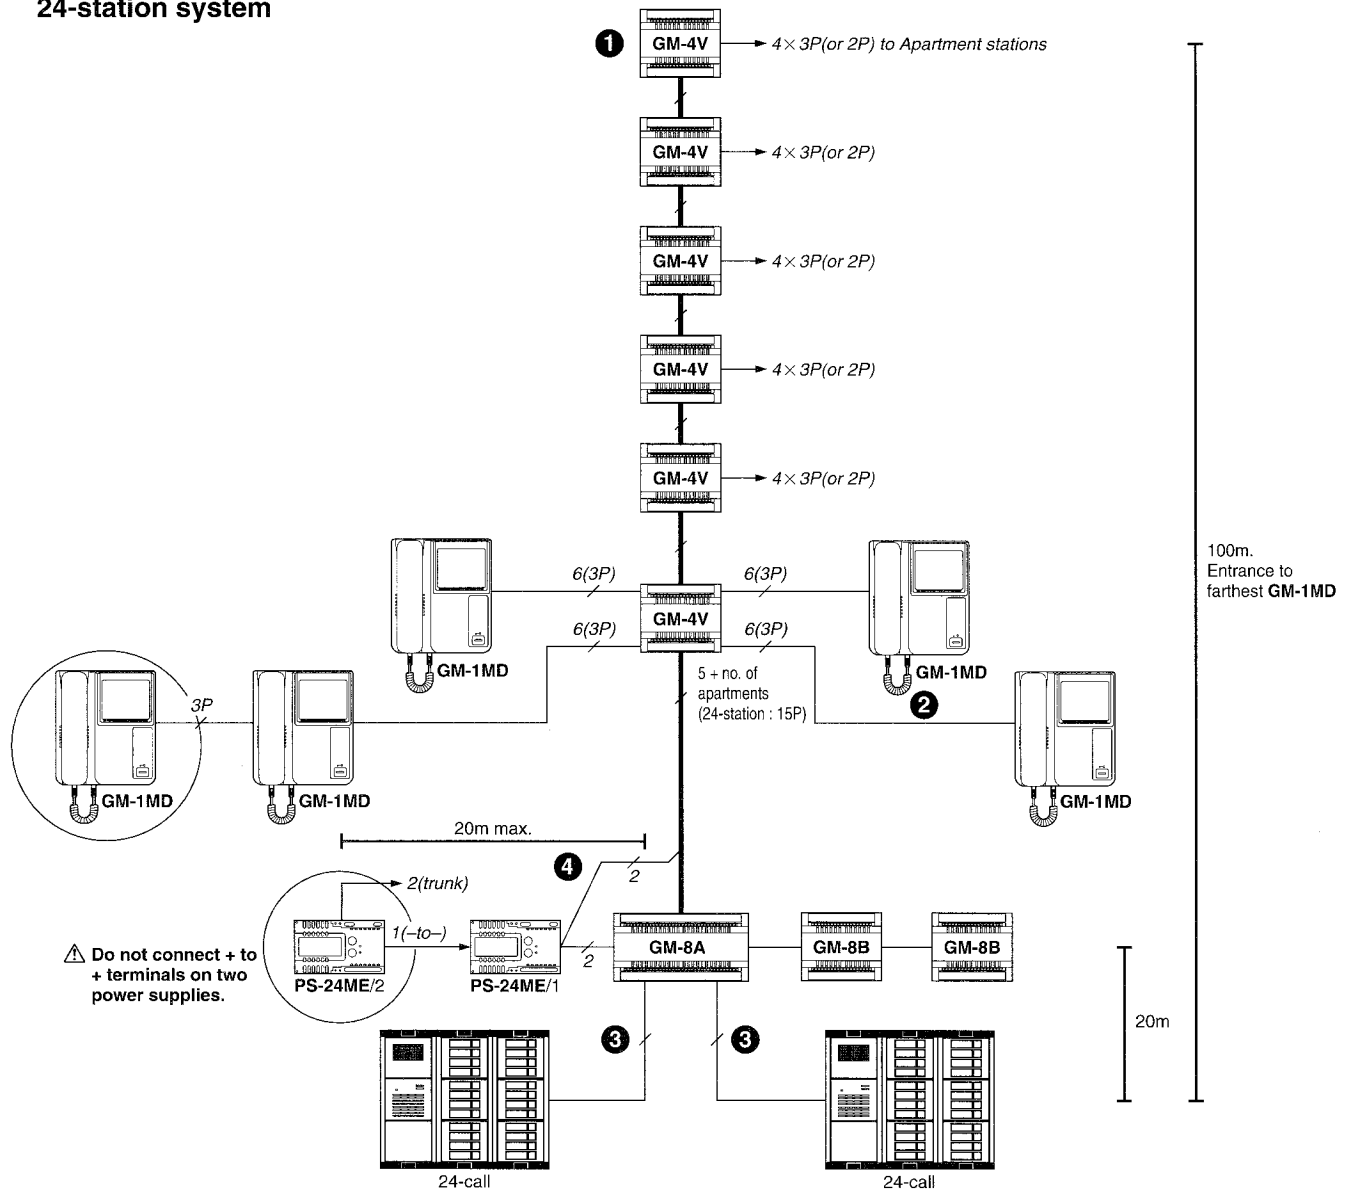 24-station system
❶ GM-4V 4× 3P(or 2P) to Apartment stations
GM-4V 4× 3P(or 2P)
GM-4V 4× 3P(or 2P)
GM-4V 4× 3P(or 2P)
GM-4V 4× 3P(or 2P)
100m.
Entrance to
farthest GM-1MD
6(3P) 6(3P)
GM-4V
6(3P) 6(3P)
GM-1MD GM-1MD
5 + no. of
apartments
(24-station : 15P)
❷
3P
GM-1MD GM-1MD GM-1MD
20m max.
❹
2
2(trunk)
1(–to–)
⚠ Do not connect + to
+ terminals on two
power supplies.
PS-24ME/2 PS-24ME/1
2
GM-8A GM-8B GM-8B
20m
❸ ❸
24-call 24-call